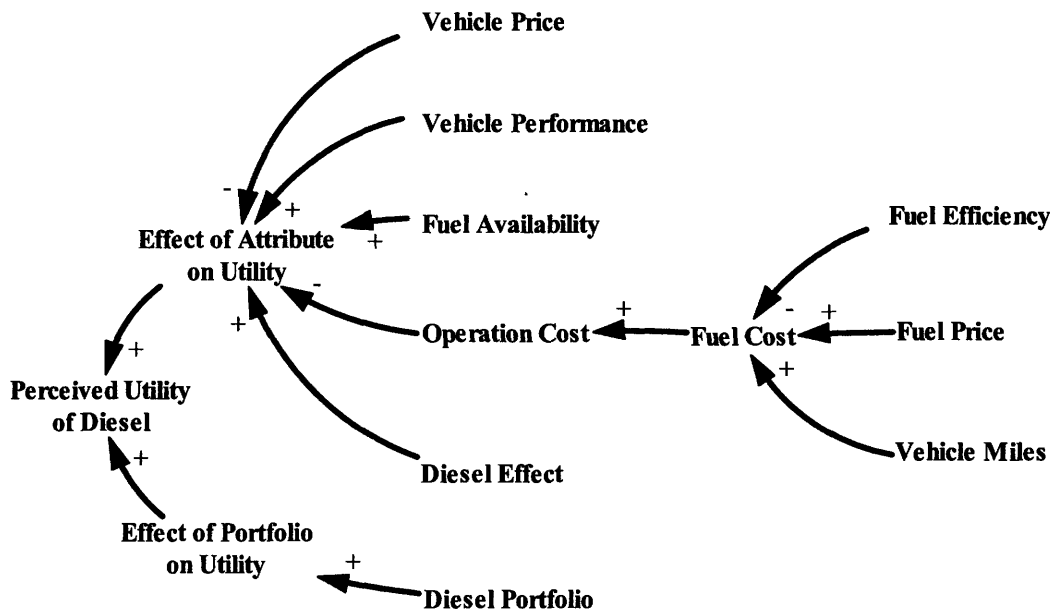 Vehicle Price
Vehicle Performance
-
+
Fuel Availability
+
Fuel Efficiency
Effect of Attribute
on Utility
-
+
Operation Cost
+
Fuel Cost
-
+
Fuel Price
+
Vehicle Miles
+
Perceived Utility
of Diesel
+
Diesel Effect
Effect of Portfolio
on Utility
+
Diesel Portfolio